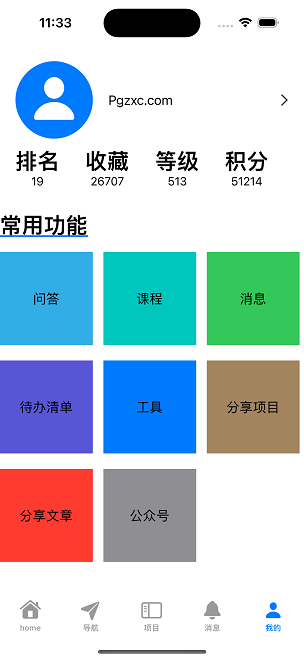 11:33
Pgzxc.com
排名 收藏 等级 积分
19 26707 513 51214
常用功能
问答 课程 消息
待办清单 工具 分享项目
分享文章 公众号
home 导航 项目 消息 我的